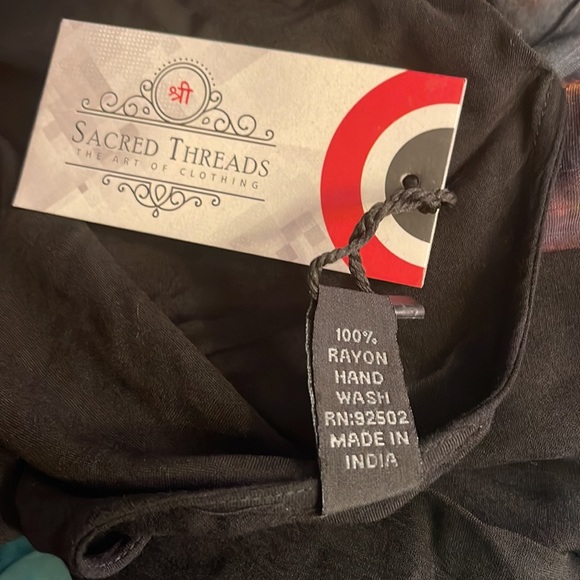 श्री
SACRED THREADS
THE ART OF CLOTHING
100%
RAYON
HAND
WASH
RN:92502
MADE IN
INDIA